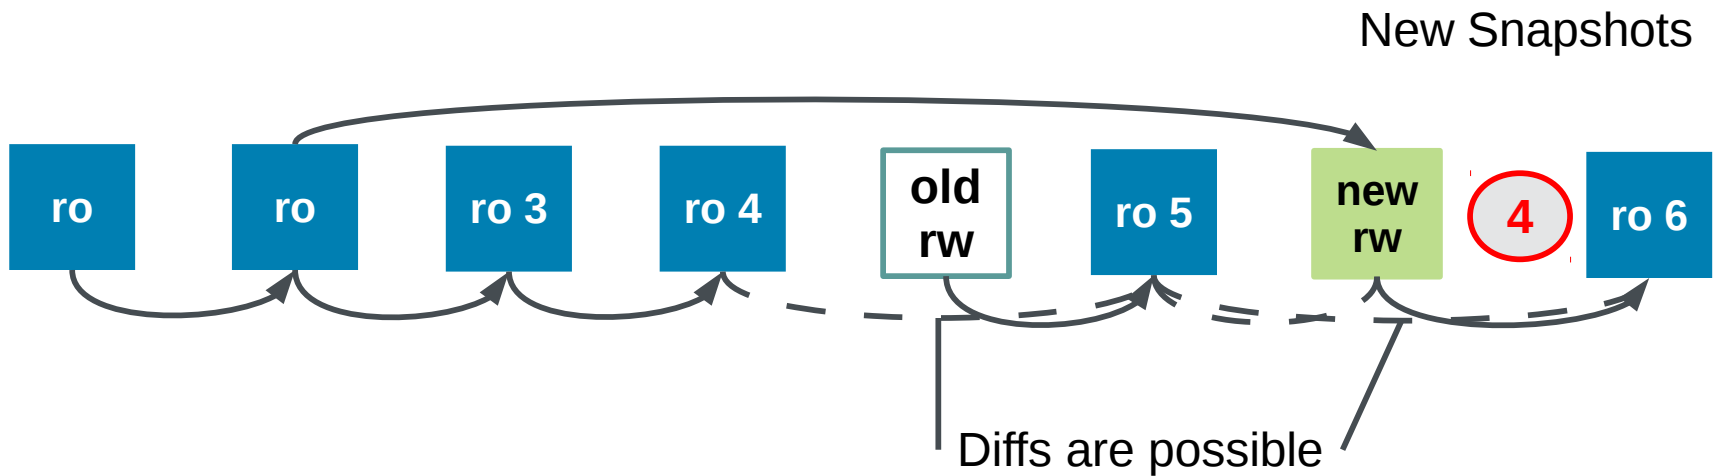 New Snapshots
ro
ro
ro 3
ro 4
old
rw
ro 5
new
rw
4
ro 6
Diffs are possible